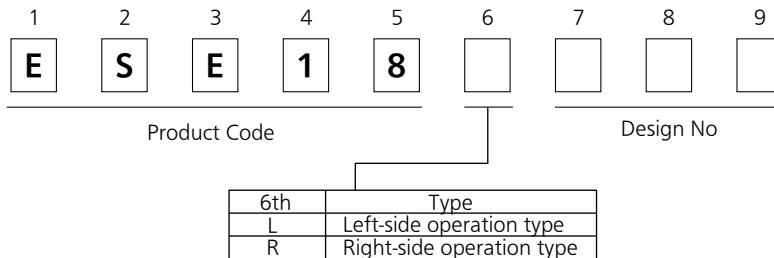 1 2 3 4 5 6 7 8 9
E S E 1 8
Product Code Design No
6th Type
L Left-side operation type
R Right-side operation type